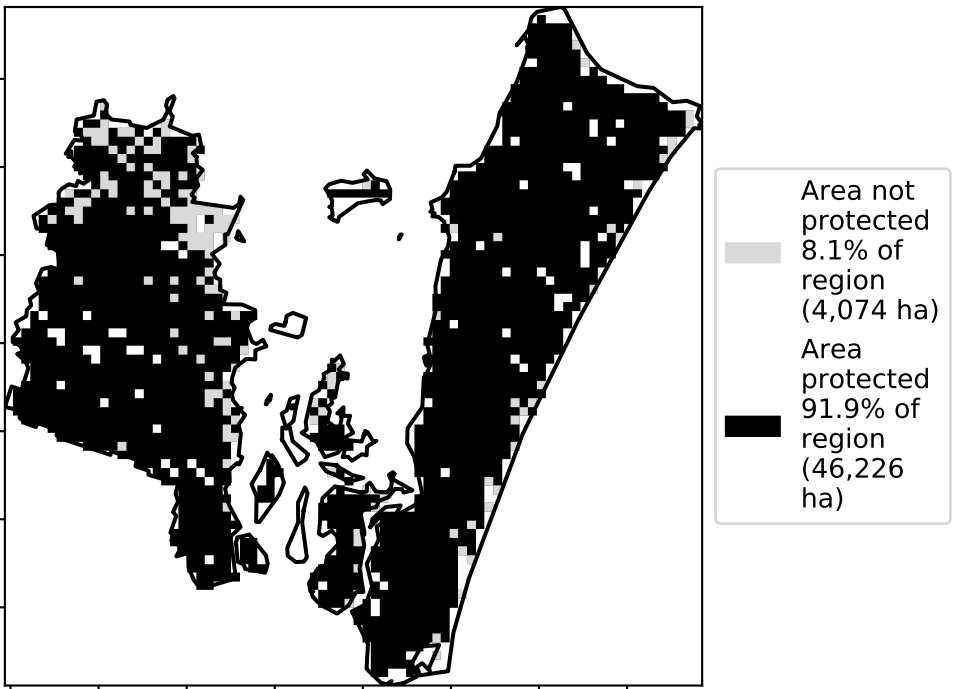 Area not
protected
8.1% of
region
(4,074 ha)
Area
protected
91.9% of
region
(46,226
ha)